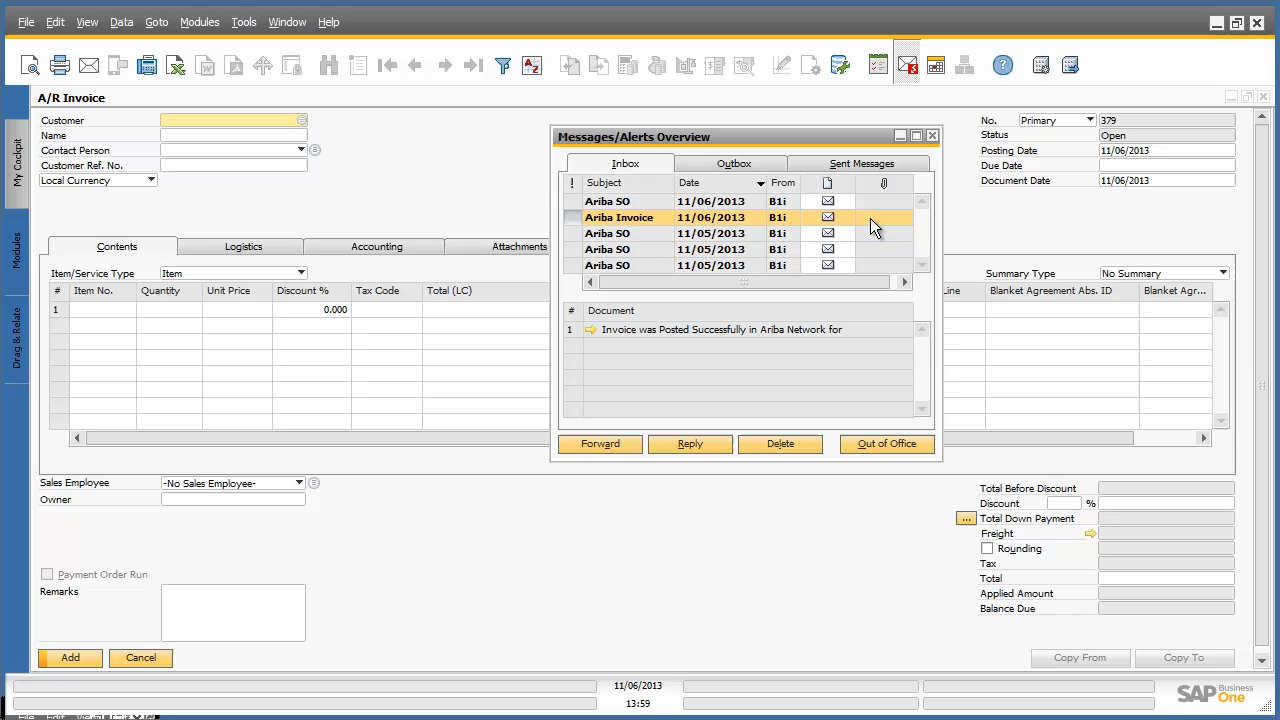 File Edit View Data Goto Modules Tools Window Help
A/R Invoice
Customer
Name
Contact Person
Customer Ref. No.
Local Currency
No. Primary 379
Status Open
Posting Date 11/06/2013
Due Date
Document Date 11/06/2013
My Cockpit
Modules
Drag & Relate
Messages/Alerts Overview
Inbox Outbox Sent Messages
! Subject Date From
Ariba SO 11/06/2013 B1i
Ariba Invoice 11/06/2013 B1i
Ariba SO 11/05/2013 B1i
Ariba SO 11/05/2013 B1i
Ariba SO 11/05/2013 B1i
# Document
1 Invoice was Posted Successfully in Ariba Network for
Forward Reply Delete Out of Office
Contents Logistics Accounting Attachments
Item/Service Type Item
Summary Type No Summary
# Item No. Quantity Unit Price Discount % Tax Code Total (LC) Line Blanket Agreement Abs. ID Blanket Agr...
1 0.000
Sales Employee -No Sales Employee-
Owner
Payment Order Run
Remarks
Total Before Discount
Discount %
... Total Down Payment
Freight
Rounding
Tax
Total
Applied Amount
Balance Due
Add Cancel
Copy From Copy To
11/06/2013
13:59
SAP Business One
File Edit